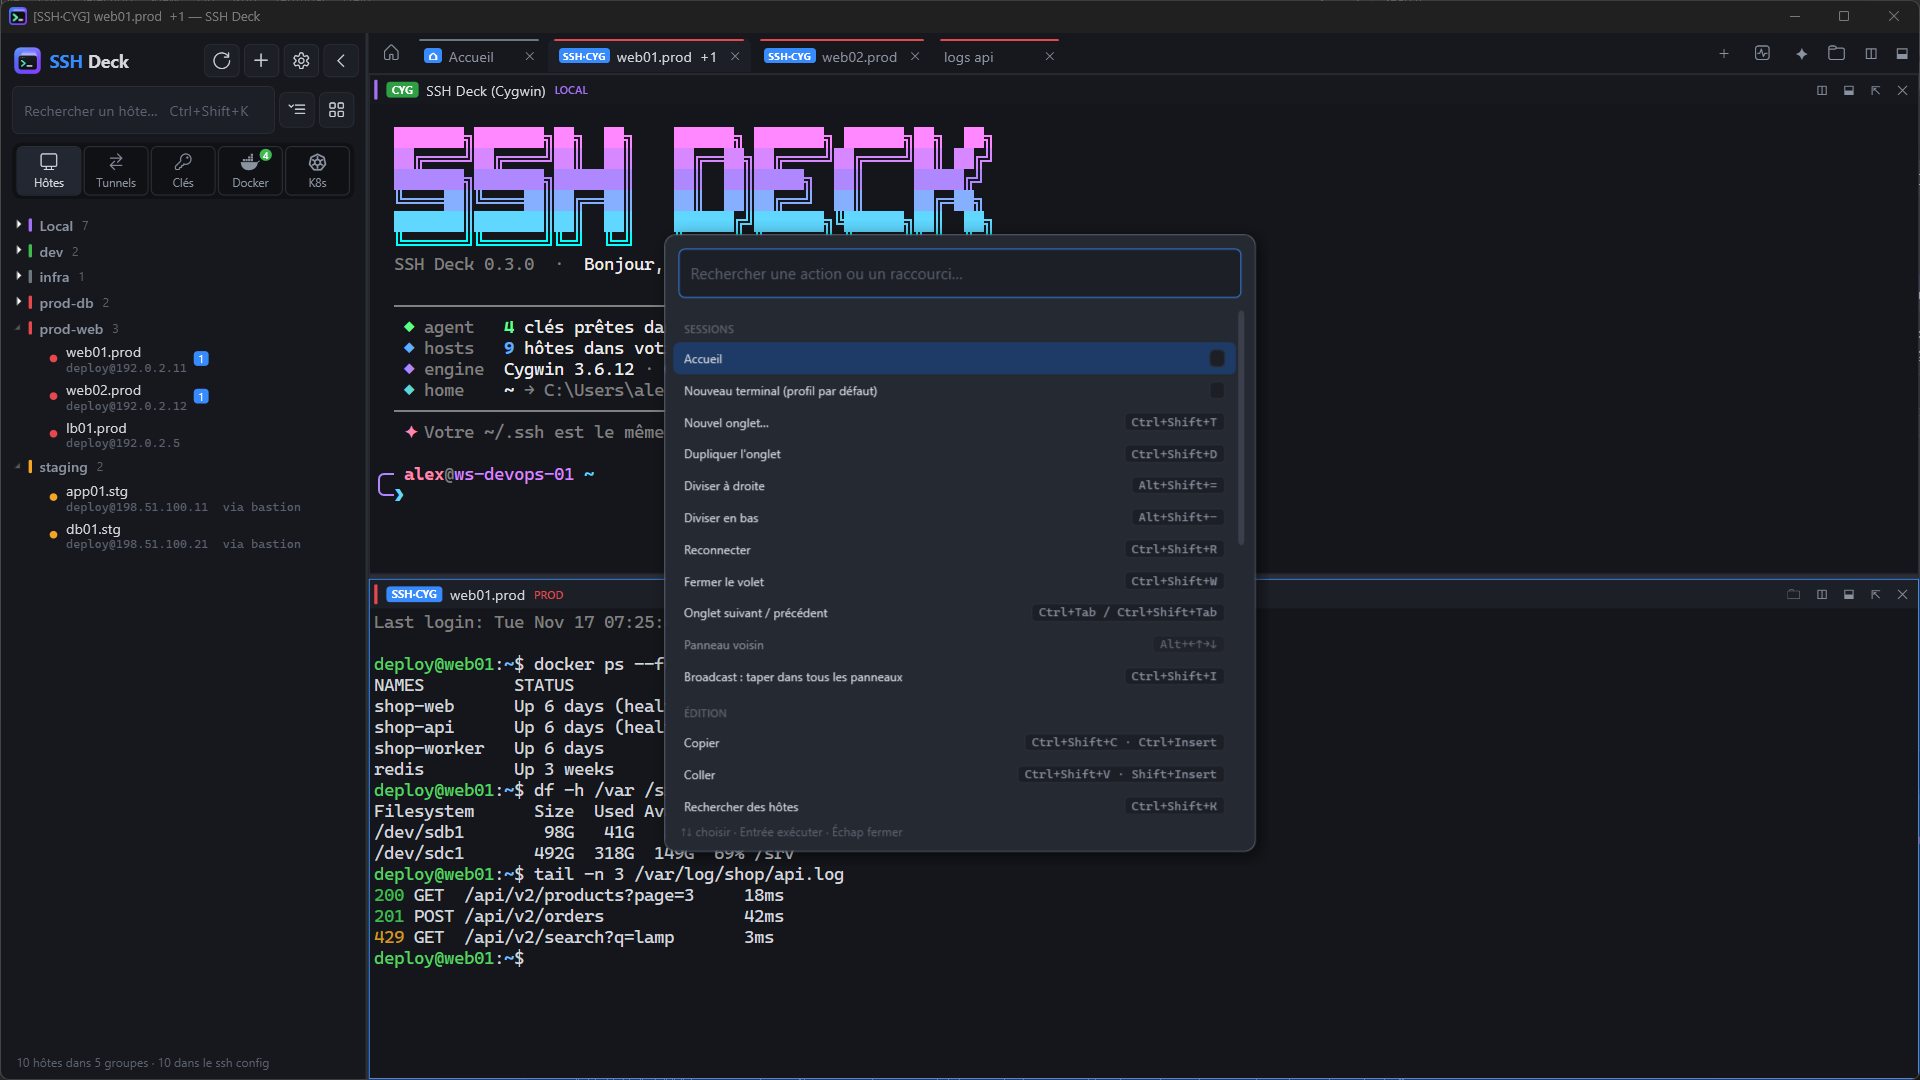 [SSH-CYG] web01.prod +1 — SSH Deck
SSH Deck
Rechercher un hôte... Ctrl+Shift+K
Hôtes
Tunnels
Clés
Docker
4
K8s
Local 7
dev 2
infra 1
prod-db 2
prod-web 3
web01.prod
deploy@192.0.2.11
1
web02.prod
deploy@192.0.2.12
1
lb01.prod
deploy@192.0.2.5
staging 2
app01.stg
deploy@198.51.100.11 via bastion
db01.stg
deploy@198.51.100.21 via bastion
10 hôtes dans 5 groupes · 10 dans le ssh config
Accueil
SSH-CYG web01.prod +1
SSH-CYG web02.prod
logs api
CYG SSH Deck (Cygwin) LOCAL
SSH DECK
SSH Deck 0.3.0 · Bonjour,
agent 4 clés prêtes da
hosts 9 hôtes dans vot
engine Cygwin 3.6.12 ·
home ~ → C:\Users\ale
Votre ~/.ssh est le même
alex@ws-devops-01 ~
SSH-CYG web01.prod PROD
Last login: Tue Nov 17 07:25:
deploy@web01:~$ docker ps --f
NAMES STATUS
shop-web Up 6 days (heal
shop-api Up 6 days (heal
shop-worker Up 6 days
redis Up 3 weeks
deploy@web01:~$ df -h /var /s
Filesystem Size Used Av
/dev/sdb1 98G 41G
/dev/sdc1 492G 318G 149G 69% /srv
deploy@web01:~$ tail -n 3 /var/log/shop/api.log
200 GET /api/v2/products?page=3 18ms
201 POST /api/v2/orders 42ms
429 GET /api/v2/search?q=lamp 3ms
deploy@web01:~$
Rechercher une action ou un raccourci...
SESSIONS
Accueil
Nouveau terminal (profil par défaut)
Nouvel onglet... Ctrl+Shift+T
Dupliquer l'onglet Ctrl+Shift+D
Diviser à droite Alt+Shift+=
Diviser en bas Alt+Shift+-
Reconnecter Ctrl+Shift+R
Fermer le volet Ctrl+Shift+W
Onglet suivant / précédent Ctrl+Tab / Ctrl+Shift+Tab
Panneau voisin Alt+←↑→↓
Broadcast : taper dans tous les panneaux Ctrl+Shift+I
ÉDITION
Copier Ctrl+Shift+C · Ctrl+Insert
Coller Ctrl+Shift+V · Shift+Insert
Rechercher des hôtes Ctrl+Shift+K
↑↓ choisir · Entrée exécuter · Échap fermer